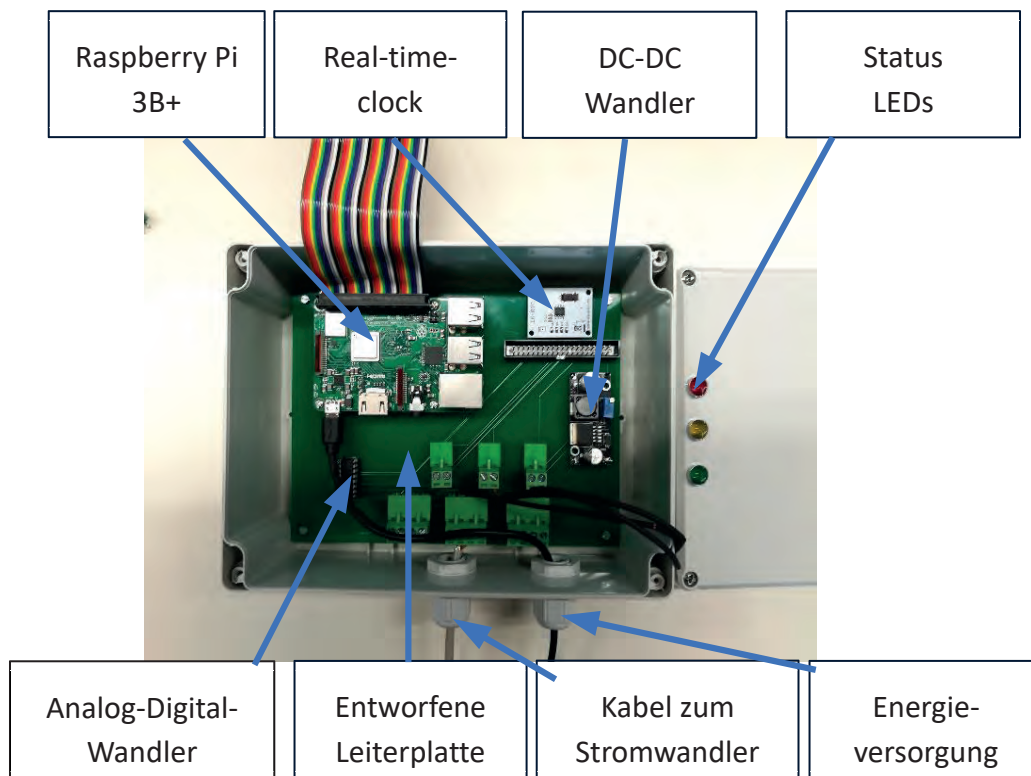 Raspberry Pi
3B+
Real-time-
clock
DC-DC
Wandler
Status
LEDs
HDMI
Analog-Digital-
Wandler
Entworfene
Leiterplatte
Kabel zum
Stromwandler
Energie-
versorgung